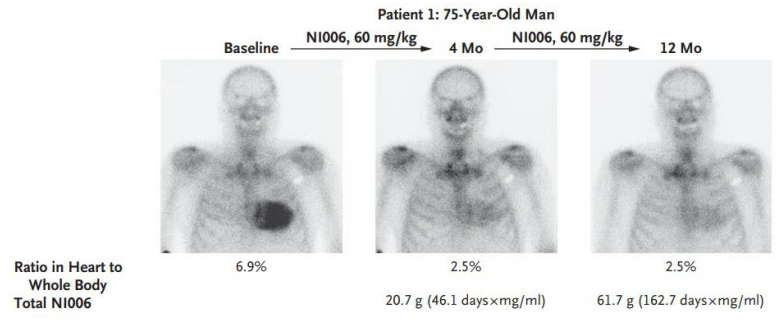 Patient 1: 75-Year-Old Man
Baseline NI006, 60 mg/kg 4 Mo NI006, 60 mg/kg 12 Mo
Ratio in Heart to Whole Body 6.9% 2.5% 2.5%
Total NI006 20.7 g (46.1 days×mg/ml) 61.7 g (162.7 days×mg/ml)